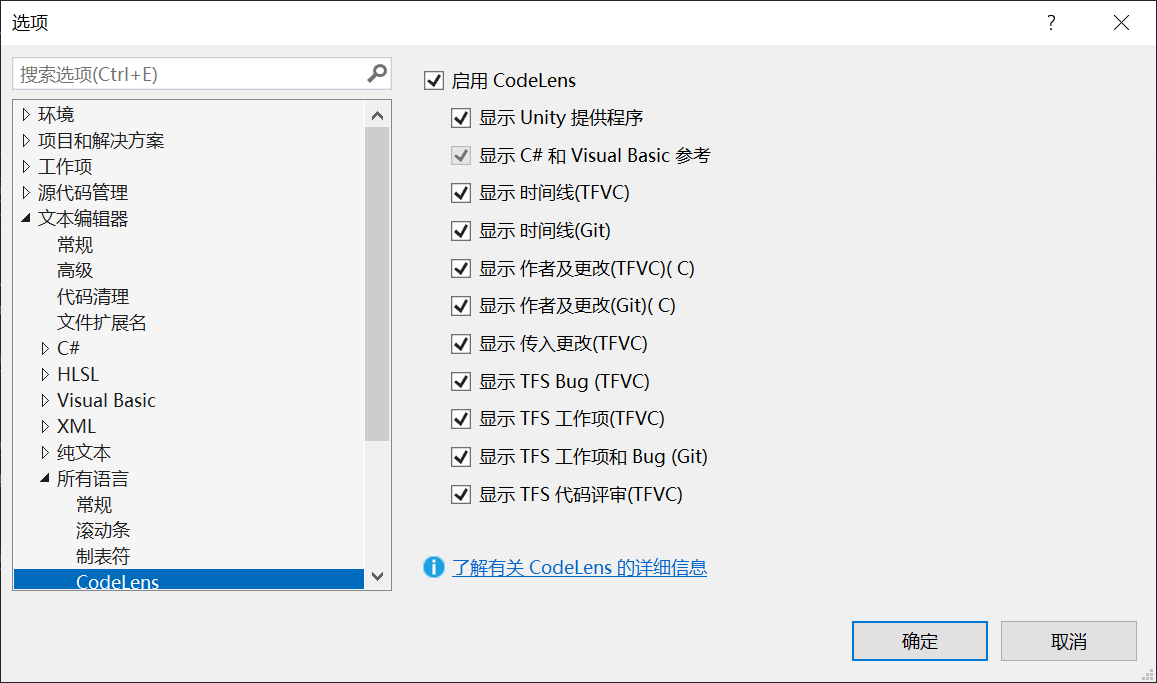 选项
?
搜索选项(Ctrl+E)
环境
项目和解决方案
工作项
源代码管理
文本编辑器
常规
高级
代码清理
文件扩展名
C#
HLSL
Visual Basic
XML
纯文本
所有语言
常规
滚动条
制表符
CodeLens
启用 CodeLens
显示 Unity 提供程序
显示 C# 和 Visual Basic 参考
显示 时间线(TFVC)
显示 时间线(Git)
显示 作者及更改(TFVC)( C)
显示 作者及更改(Git)( C)
显示 传入更改(TFVC)
显示 TFS Bug (TFVC)
显示 TFS 工作项(TFVC)
显示 TFS 工作项和 Bug (Git)
显示 TFS 代码评审(TFVC)
了解有关 CodeLens 的详细信息
确定
取消